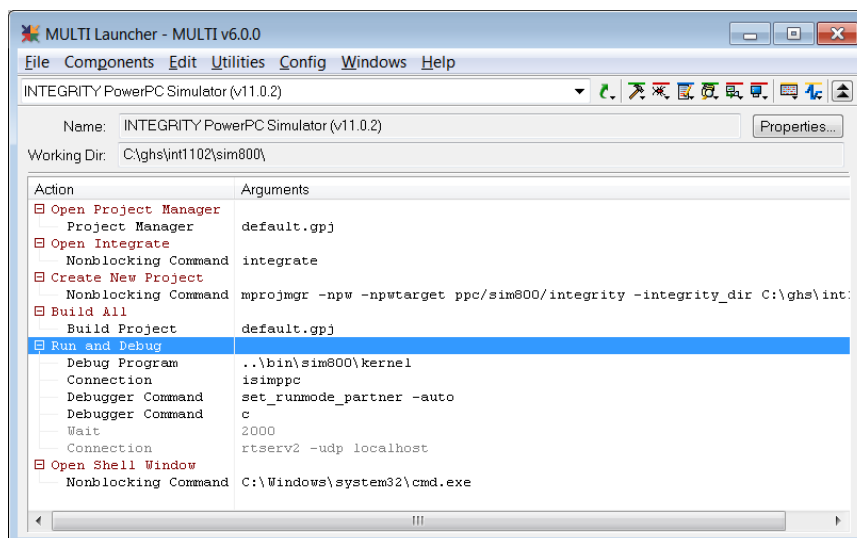 MULTI Launcher - MULTI v6.0.0
File Components Edit Utilities Config Windows Help
INTEGRITY PowerPC Simulator (v11.0.2)
Name: INTEGRITY PowerPC Simulator (v11.0.2) Properties...
Working Dir: C:\ghs\int1102\sim800\
Action Arguments
Open Project Manager
Project Manager default.gpj
Open Integrate
Nonblocking Command integrate
Create New Project
Nonblocking Command mprojmgr -npw -npwtarget ppc/sim800/integrity -integrity_dir C:\ghs\int
Build All
Build Project default.gpj
Run and Debug
Debug Program ..\bin\sim800\kernel
Connection isimppc
Debugger Command set_runmode_partner -auto
Debugger Command c
Wait 2000
Connection rtserv2 -udp localhost
Open Shell Window
Nonblocking Command C:\Windows\system32\cmd.exe